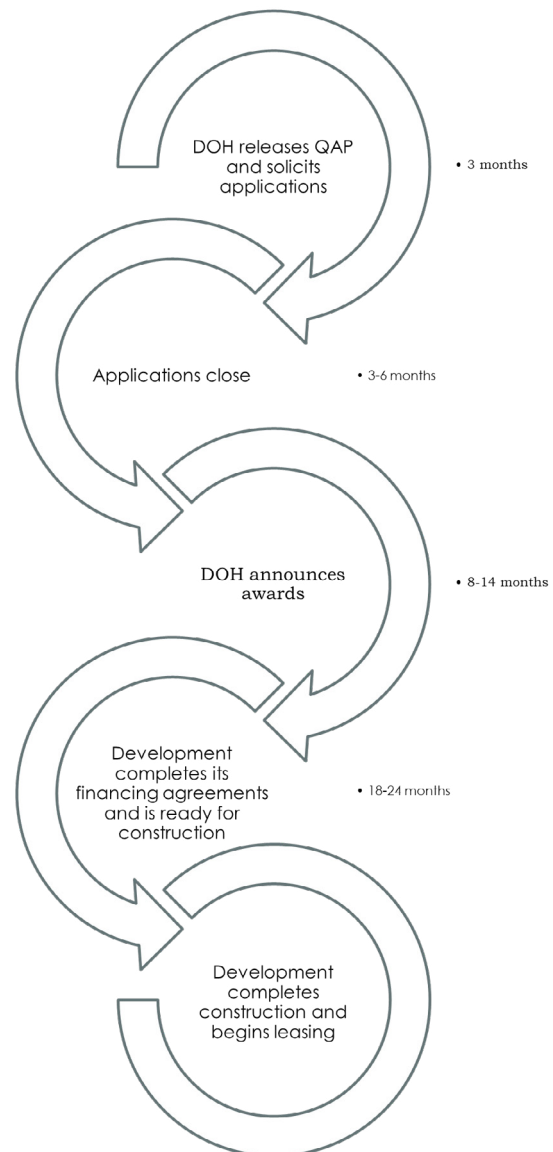 DOH releases QAP
and solicits
applications
• 3 months
Applications close
• 3-6 months
DOH announces
awards
• 8-14 months
Development
completes its
financing agreements
and is ready for
construction
• 18-24 months
Development
completes
construction and
begins leasing